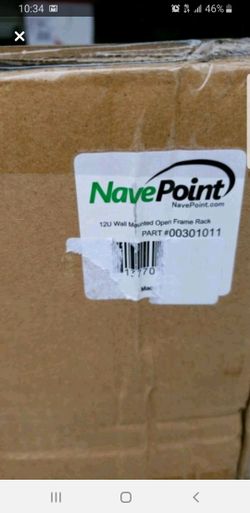 10:34
46%
NavePoint
NavePoint.com
12U Wall Mounted Open Frame Rack
PART #00301011